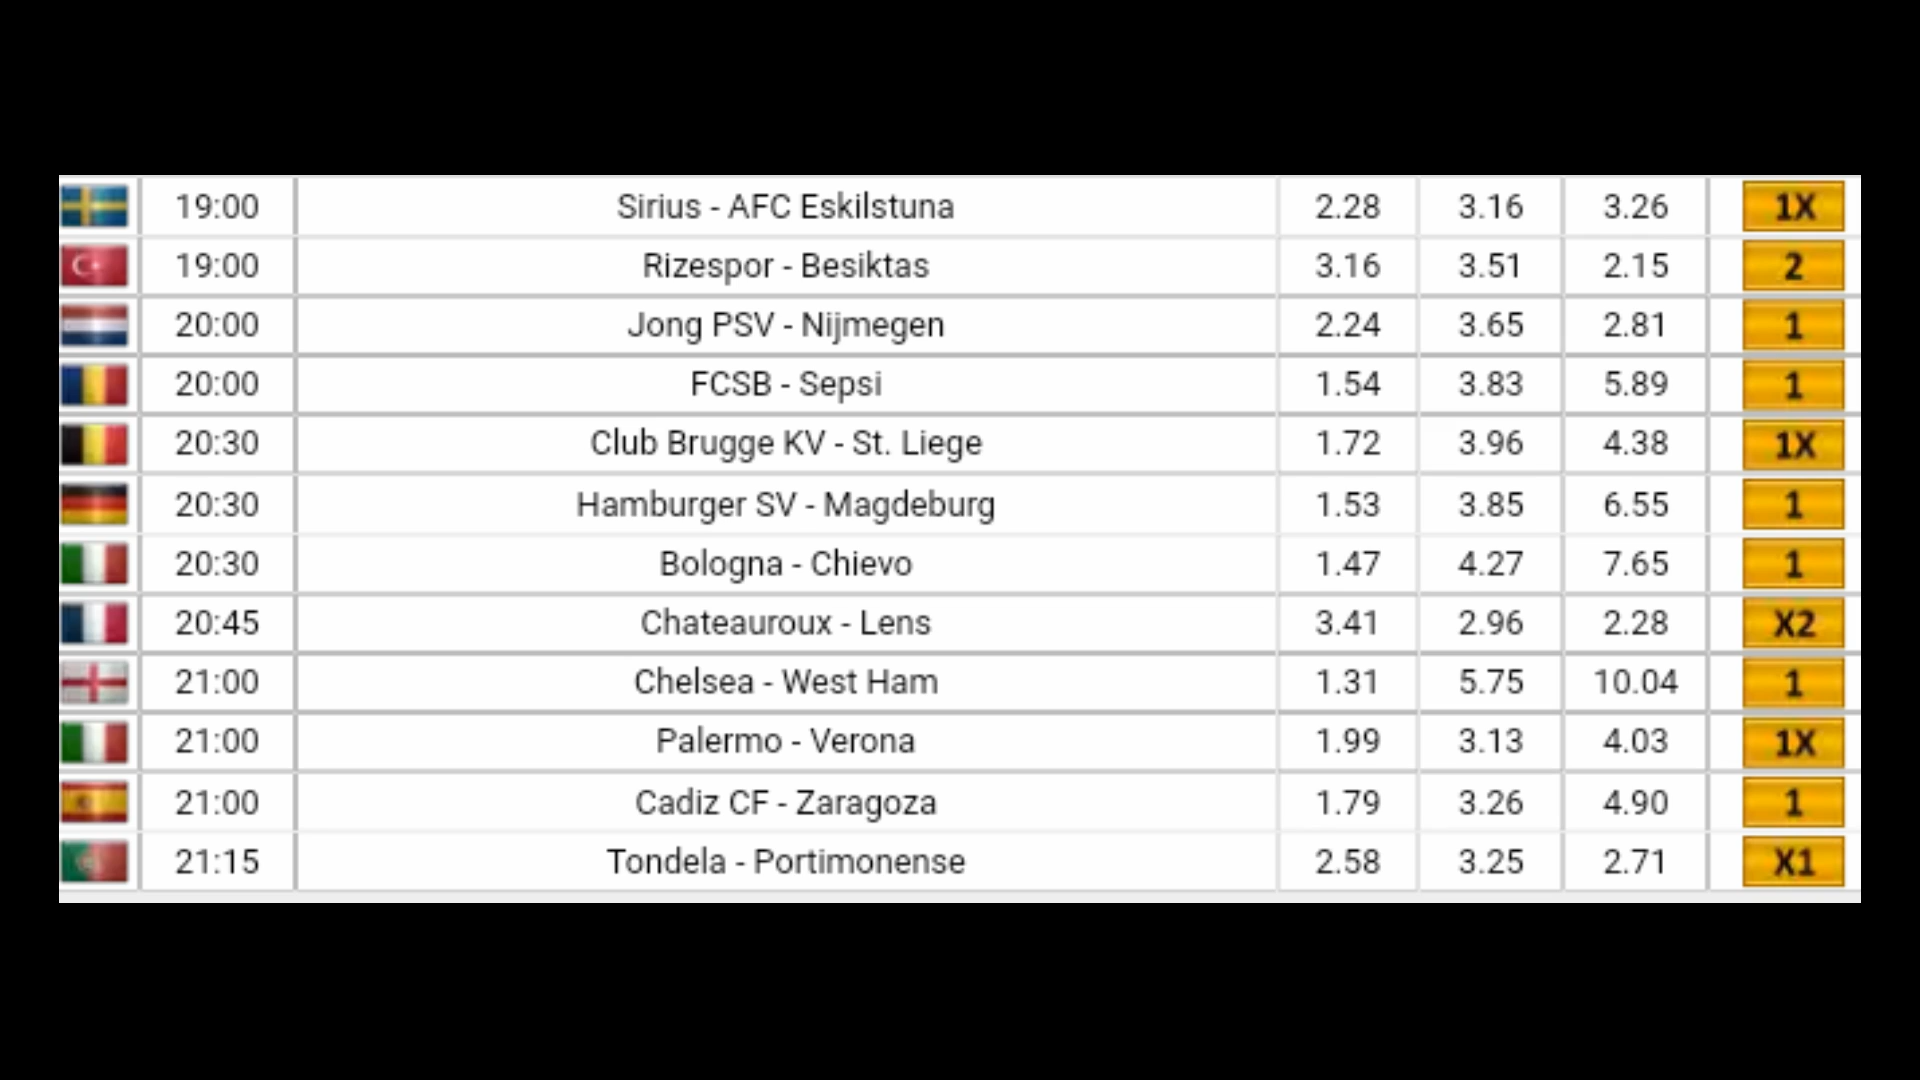 19:00 Sirius - AFC Eskilstuna 2.28 3.16 3.26 1X
19:00 Rizespor - Besiktas 3.16 3.51 2.15 2
20:00 Jong PSV - Nijmegen 2.24 3.65 2.81 1
20:00 FCSB - Sepsi 1.54 3.83 5.89 1
20:30 Club Brugge KV - St. Liege 1.72 3.96 4.38 1X
20:30 Hamburger SV - Magdeburg 1.53 3.85 6.55 1
20:30 Bologna - Chievo 1.47 4.27 7.65 1
20:45 Chateauroux - Lens 3.41 2.96 2.28 X2
21:00 Chelsea - West Ham 1.31 5.75 10.04 1
21:00 Palermo - Verona 1.99 3.13 4.03 1X
21:00 Cadiz CF - Zaragoza 1.79 3.26 4.90 1
21:15 Tondela - Portimonense 2.58 3.25 2.71 X1